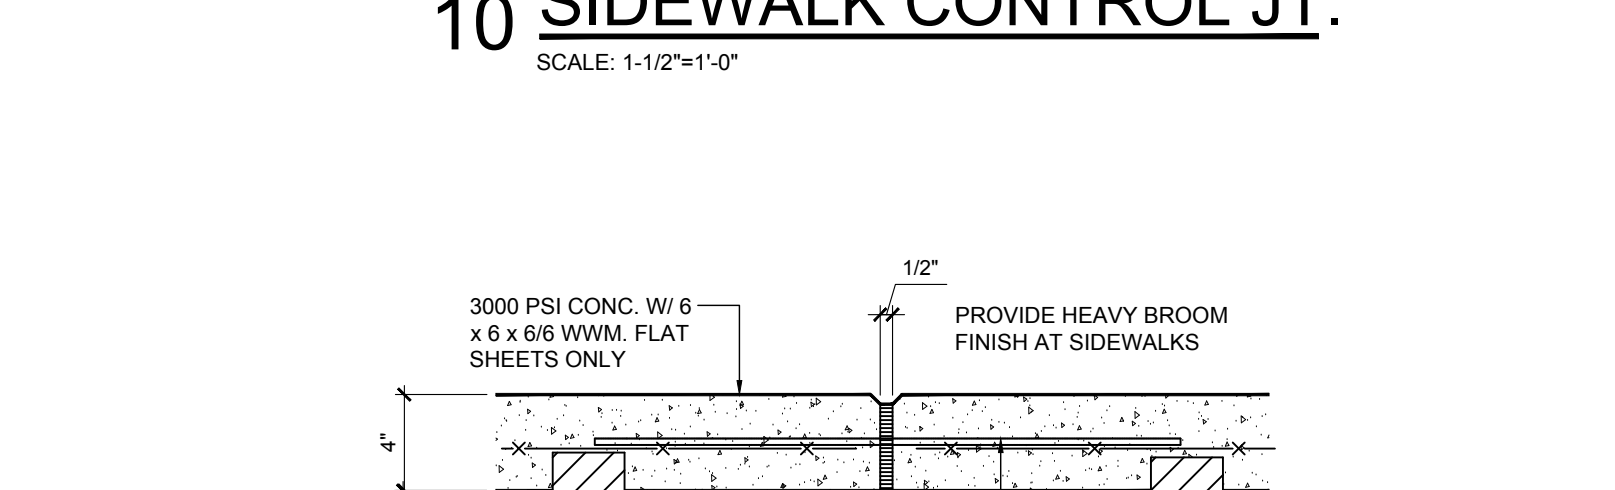 10 SIDEWALK CONTROL JT.
SCALE: 1-1/2"=1'-0"
1/2"
3000 PSI CONC. W/ 6
x 6 x 6/6 WWM. FLAT
SHEETS ONLY
PROVIDE HEAVY BROOM
FINISH AT SIDEWALKS
4"